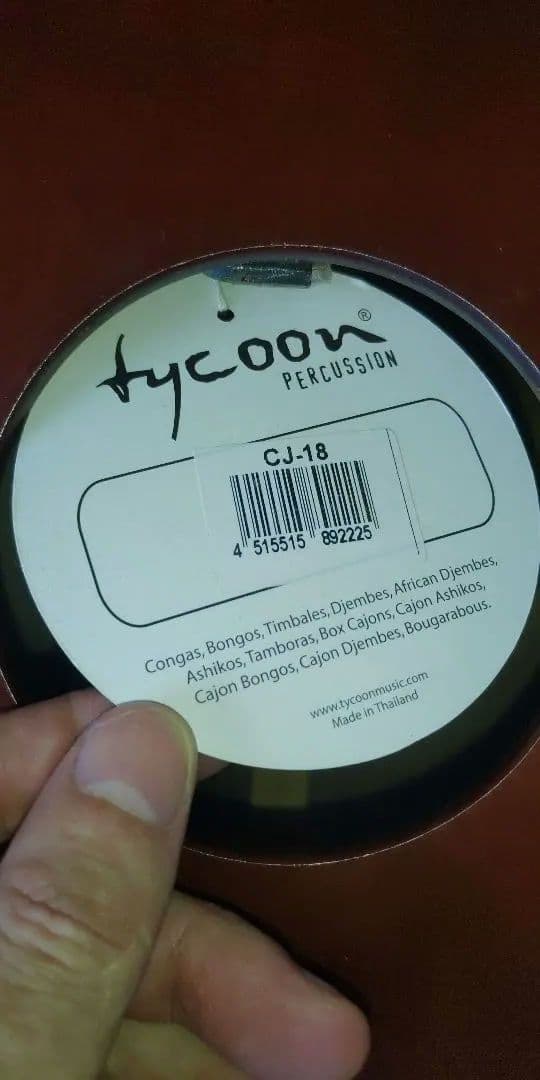 tycoon®
PERCUSSION
CJ-18
4 515515 892225
Congas, Bongos, Timbales, Djembes, African Djembes,
Ashikos, Tamboras, Box Cajons, Cajon Ashikos,
Cajon Bongos, Cajon Djembes, Bougarabous.
www.tycoonmusic.com
Made in Thailand